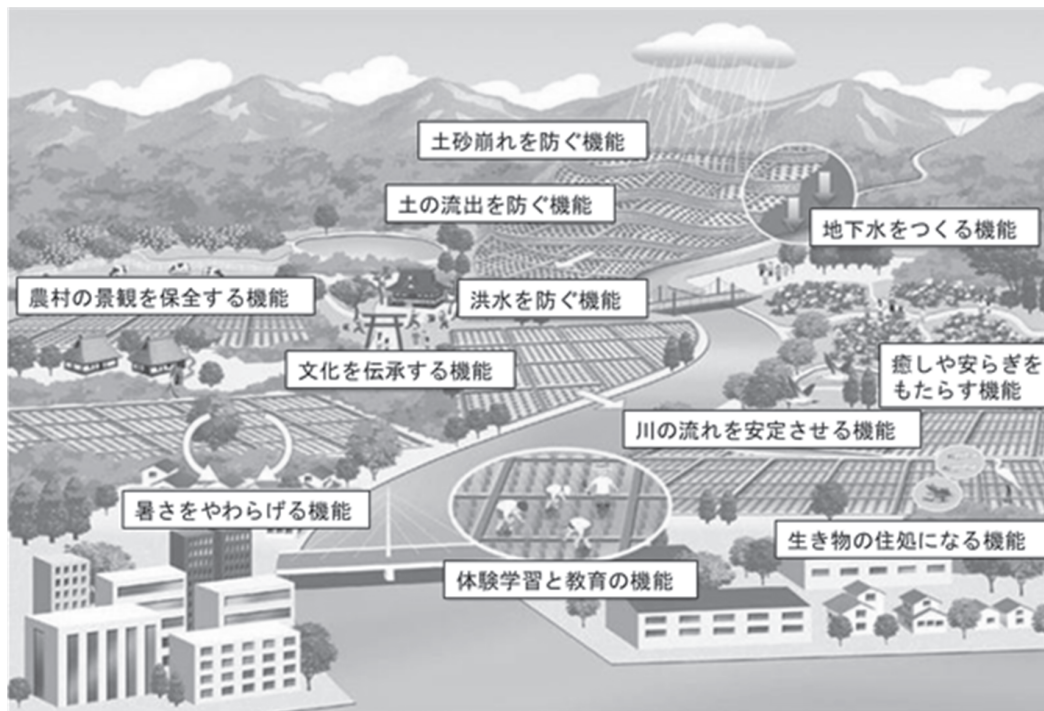 土砂崩れを防ぐ機能
土の流出を防ぐ機能
地下水をつくる機能
農村の景観を保全する機能
洪水を防ぐ機能
文化を伝承する機能
癒しや安らぎを
もたらす機能
川の流れを安定させる機能
暑さをやわらげる機能
生き物の住処になる機能
体験学習と教育の機能